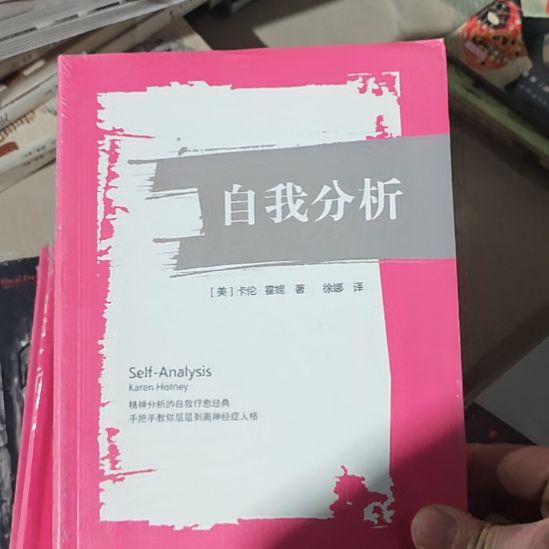 自我分析
[美] 卡伦 霍妮 著 徐娜 译
Self-Analysis
Karen Horney
精神分析的自我疗愈经典
手把手教你层层剥离神经症人格